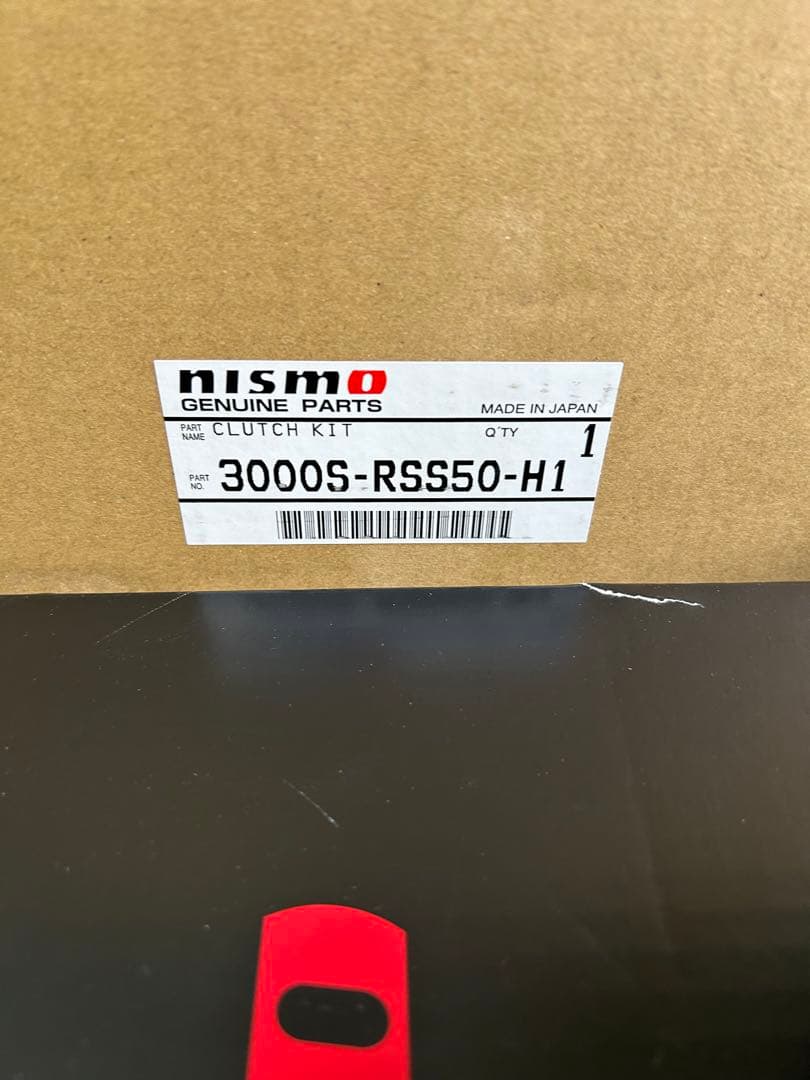 nismo
GENUINE PARTS
MADE IN JAPAN
PART NAME CLUTCH KIT
Q'TY 1
PART NO. 3000S-RSS50-H1